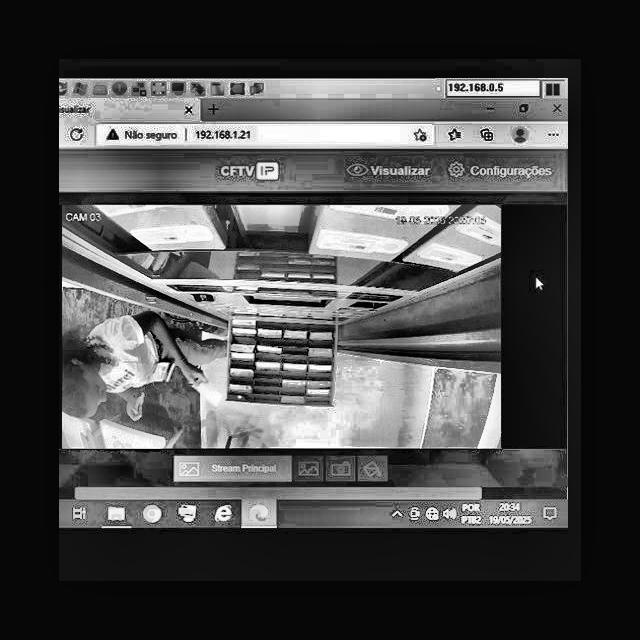 192.168.0.5
Não seguro | 192.168.1.21
CFTV IP
Visualizar
Configurações
CAM 03
Stream Principal
POR
PTB2
20:34
19/05/2025